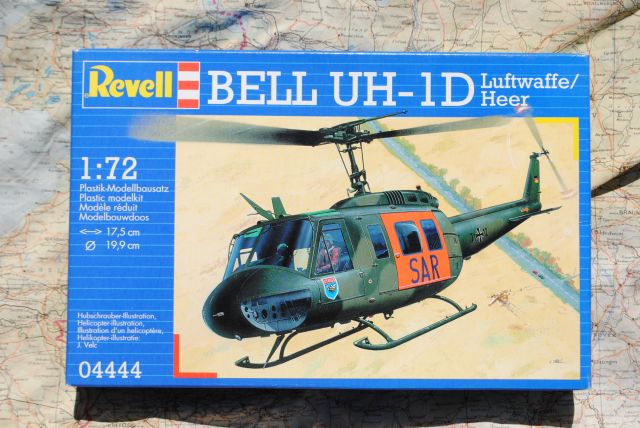 Revell
BELL UH-1D Luftwaffe/
Heer
1:72
Plastik-Modellbausatz
Plastic modelkit
Modèle réduit
Modelbouwdoos
17,5 cm
Ø 19,9 cm
SAR
Hubschrauber-Illustration,
Helicopter-illustration,
Illustration d'un helicoptère,
Helikopter-illustratie:
J. Velc
04444